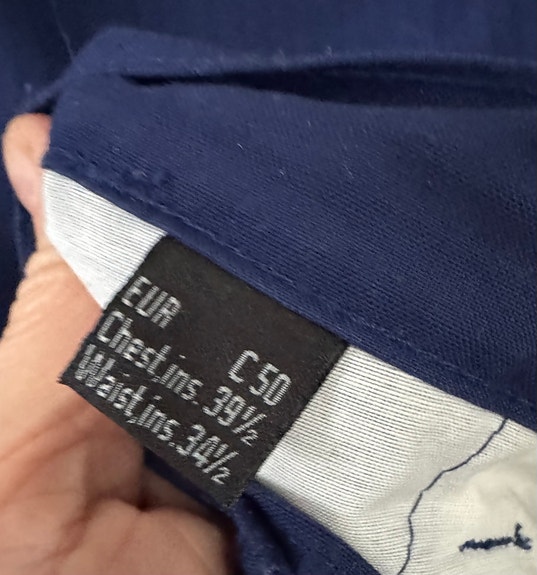 EUR C50
Chest,ins. 39½
Waist,ins. 34½